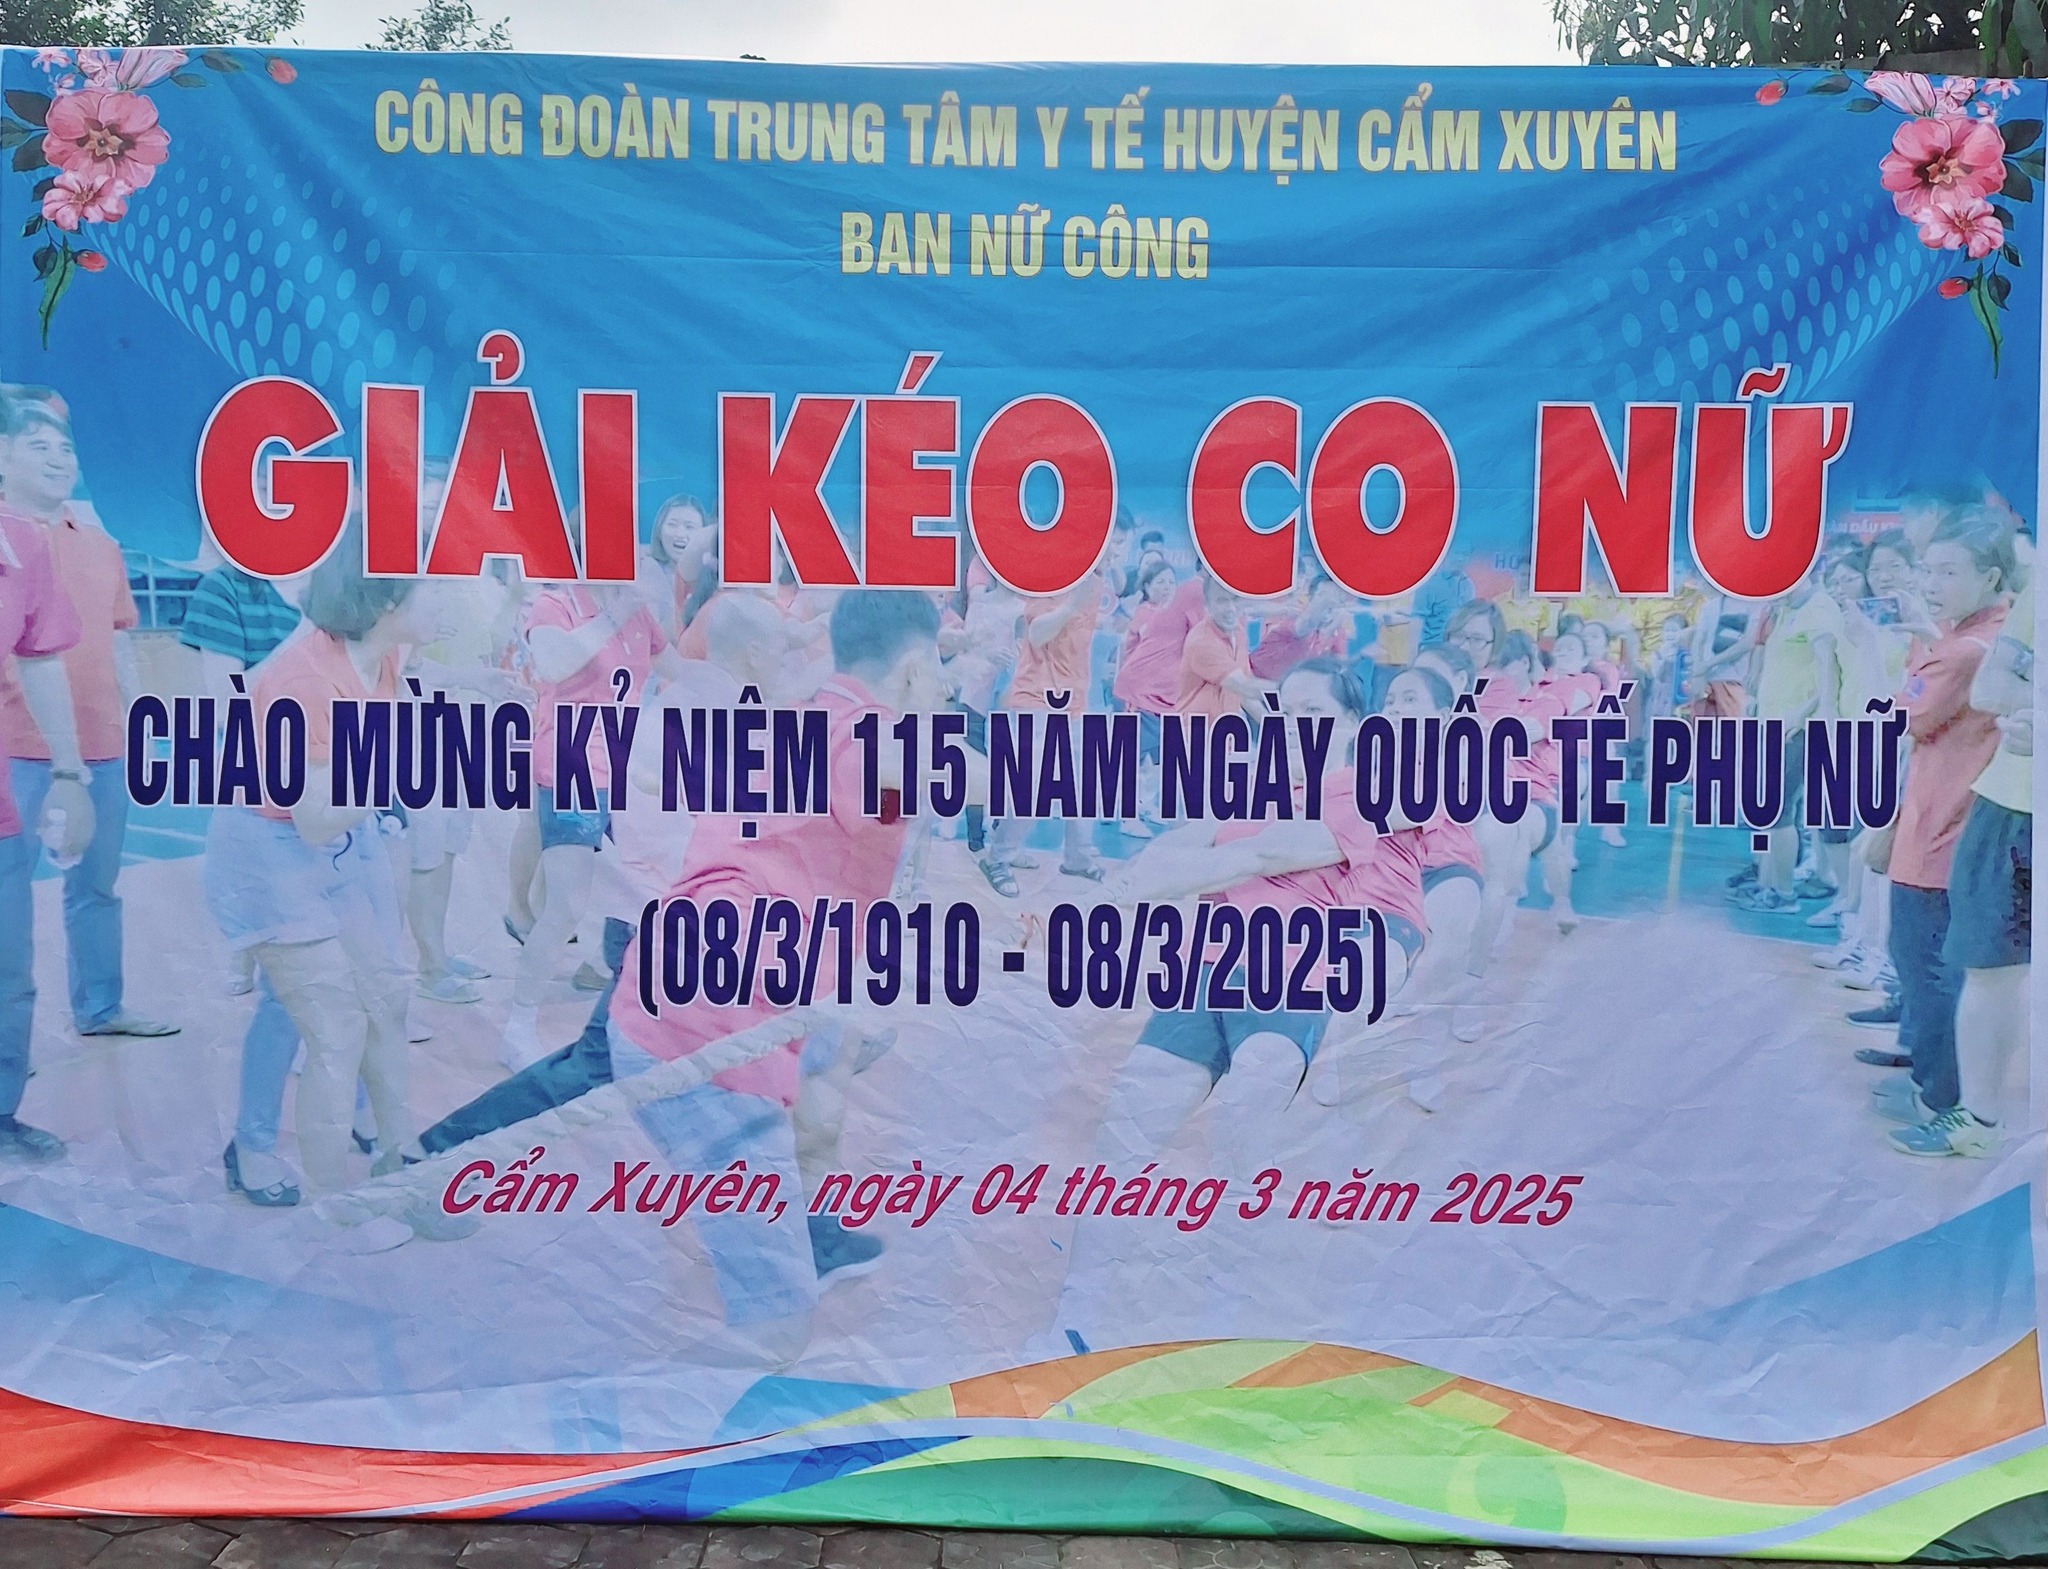 CÔNG ĐOÀN TRUNG TÂM Y TẾ HUYỆN CẨM XUYÊN
BAN NỮ CÔNG
GIẢI KÉO CO NỮ
CHÀO MỪNG KỶ NIỆM 115 NĂM NGÀY QUỐC TẾ PHỤ NỮ
(08/3/1910 - 08/3/2025)
Cẩm Xuyên, ngày 04 tháng 3 năm 2025